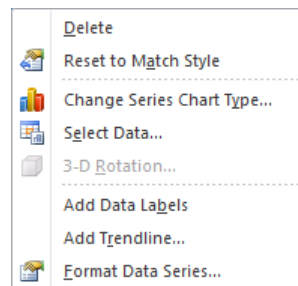 Delete
Reset to Match Style
Change Series Chart Type...
Select Data...
3-D Rotation...
Add Data Labels
Add Trendline...
Format Data Series...